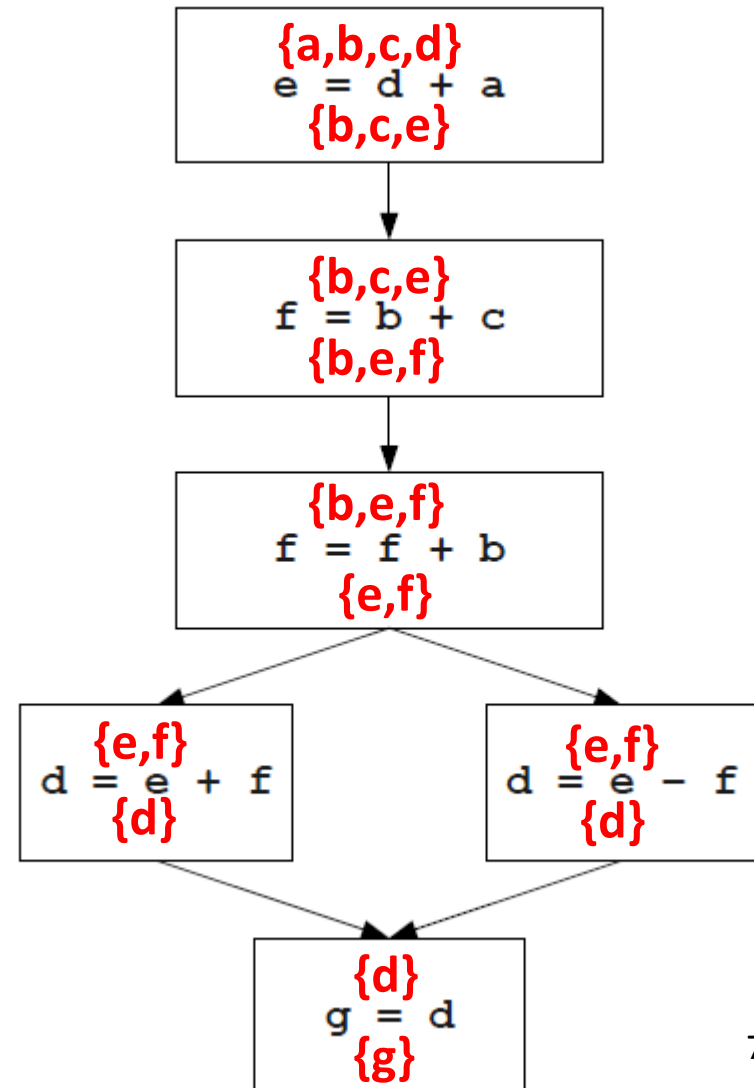 {a,b,c,d}
e = d + a
{b,c,e}
{b,c,e}
f = b + c
{b,e,f}
{b,e,f}
f = f + b
{e,f}
{e,f}
d = e + f
{d}
{e,f}
d = e - f
{d}
{d}
g = d
{g}